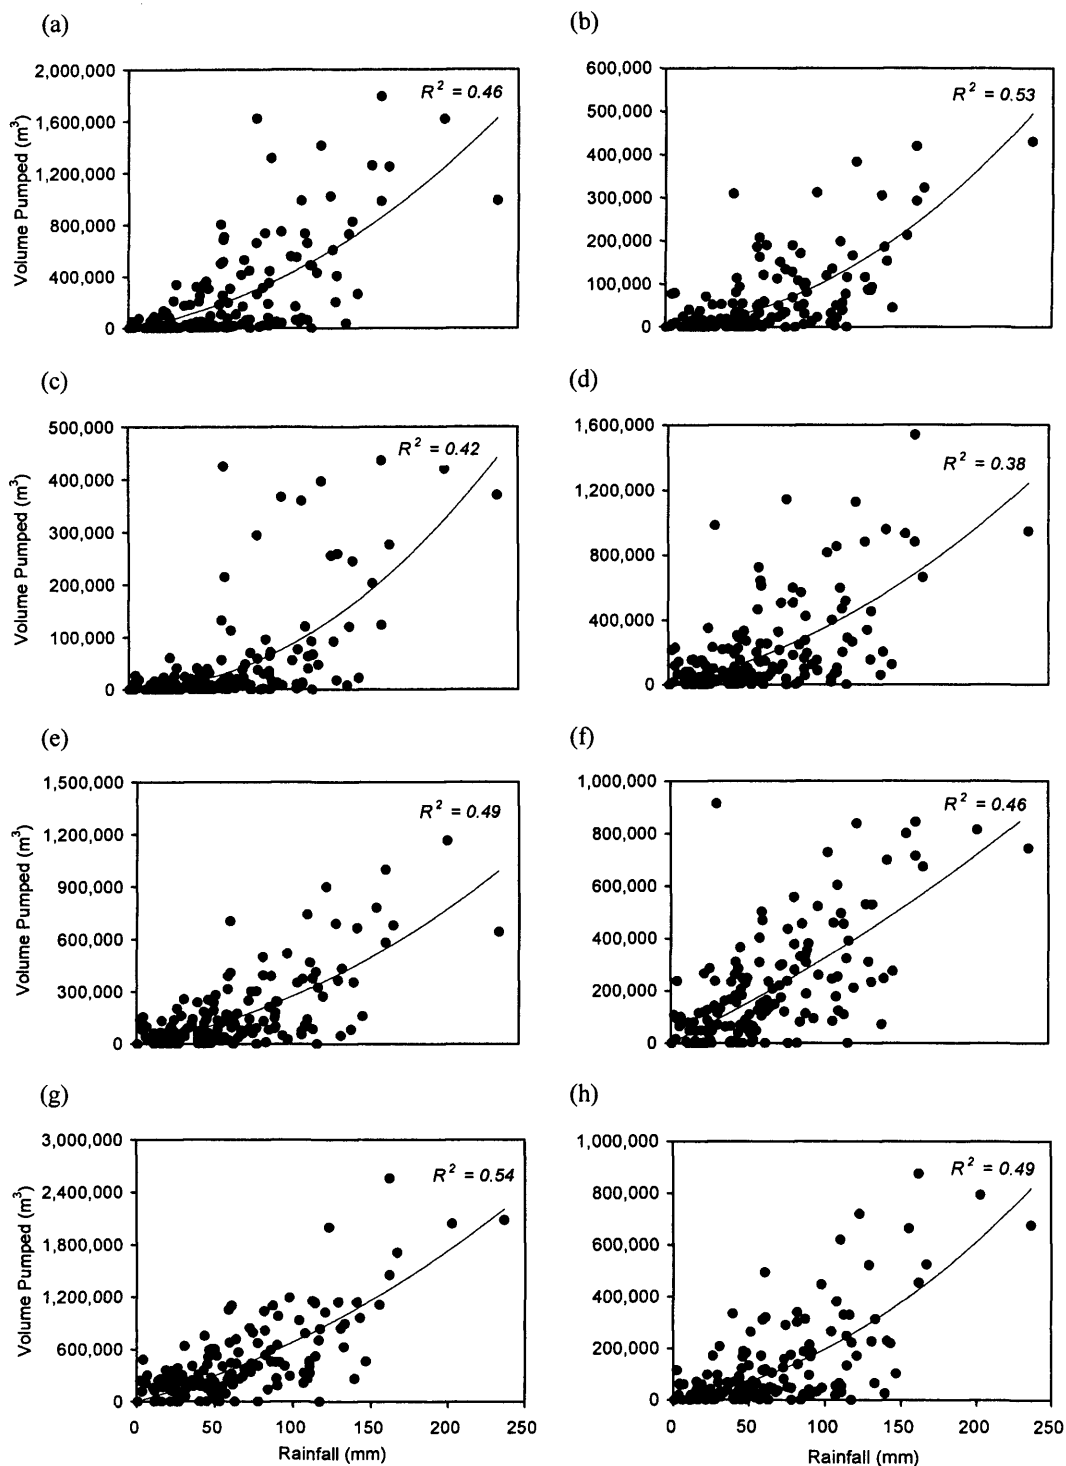 (a)
2,000,000
1,600,000
1,200,000
800,000
400,000
0
Volume Pumped (m³)
R² = 0.46
(b)
600,000
500,000
400,000
300,000
200,000
100,000
0
R² = 0.53
(c)
500,000
400,000
300,000
200,000
100,000
0
Volume Pumped (m³)
R² = 0.42
(d)
1,600,000
1,200,000
800,000
400,000
0
R² = 0.38
(e)
1,500,000
1,200,000
900,000
600,000
300,000
0
Volume Pumped (m³)
R² = 0.49
(f)
1,000,000
800,000
600,000
400,000
200,000
0
R² = 0.46
(g)
3,000,000
2,400,000
1,800,000
1,200,000
600,000
0
Volume Pumped (m³)
R² = 0.54
0 50 100 150 200 250
Rainfall (mm)
(h)
1,000,000
800,000
600,000
400,000
200,000
0
R² = 0.49
0 50 100 150 200 250
Rainfall (mm)